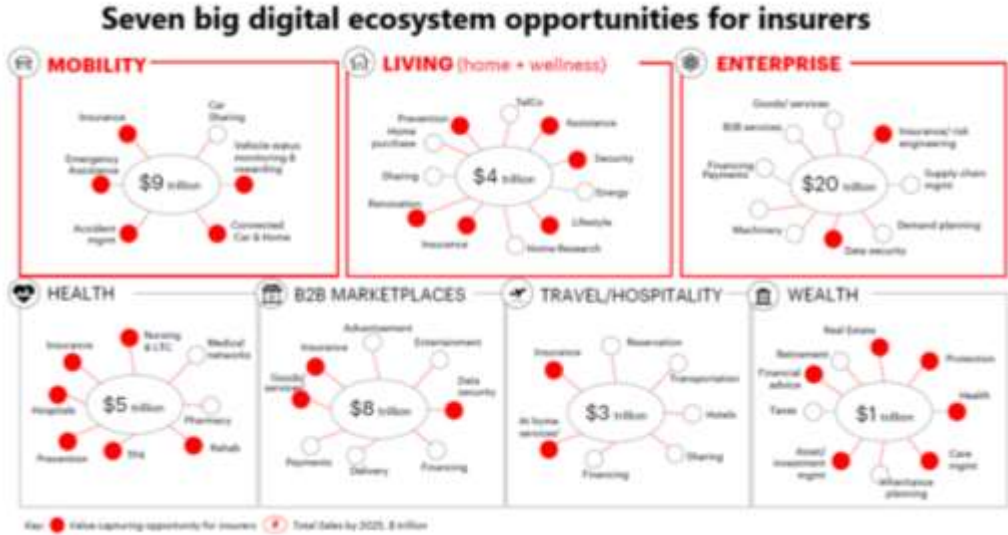 Seven big digital ecosystem opportunities for insurers
MOBILITY
Insurance
Car
Sharing
Emergency
Assistance
Vehicle status
monitoring &
rewarding
$9 trillion
Accident
mgmt
Connected
Car & Home
LIVING (home + wellness)
TelCo
Prevention
Home
purchase
Assistance
Sharing
Security
$4 trillion
Energy
Renovation
Lifestyle
Insurance
Home Research
ENTERPRISE
Goods/ services
B2B services
Insurance/ risk
engineering
Financing
Payments
$20 trillion
Supply chain
mgmt
Machinery
Demand planning
Data security
HEALTH
Nursing
& LTC
Insurance
Medical
networks
Hospitals
$5 trillion
Pharmacy
Prevention
Rehab
B2B MARKETPLACES
Advertisement
Entertainment
Insurance
Goods/
services
Data
security
$8 trillion
Payments
Delivery
Financing
TRAVEL/HOSPITALITY
Reservation
Insurance
Transportation
$3 trillion
Hotels
At home
services
Sharing
Financing
WEALTH
Real Estate
Retirement
Protection
Financial
advice
Health
Taxes
$1 trillion
Asset/
investment
mgmt
Care
mgmt
Inheritance
planning
Key: Value capturing opportunity for insurers # Total Sales by 2025, $ trillion